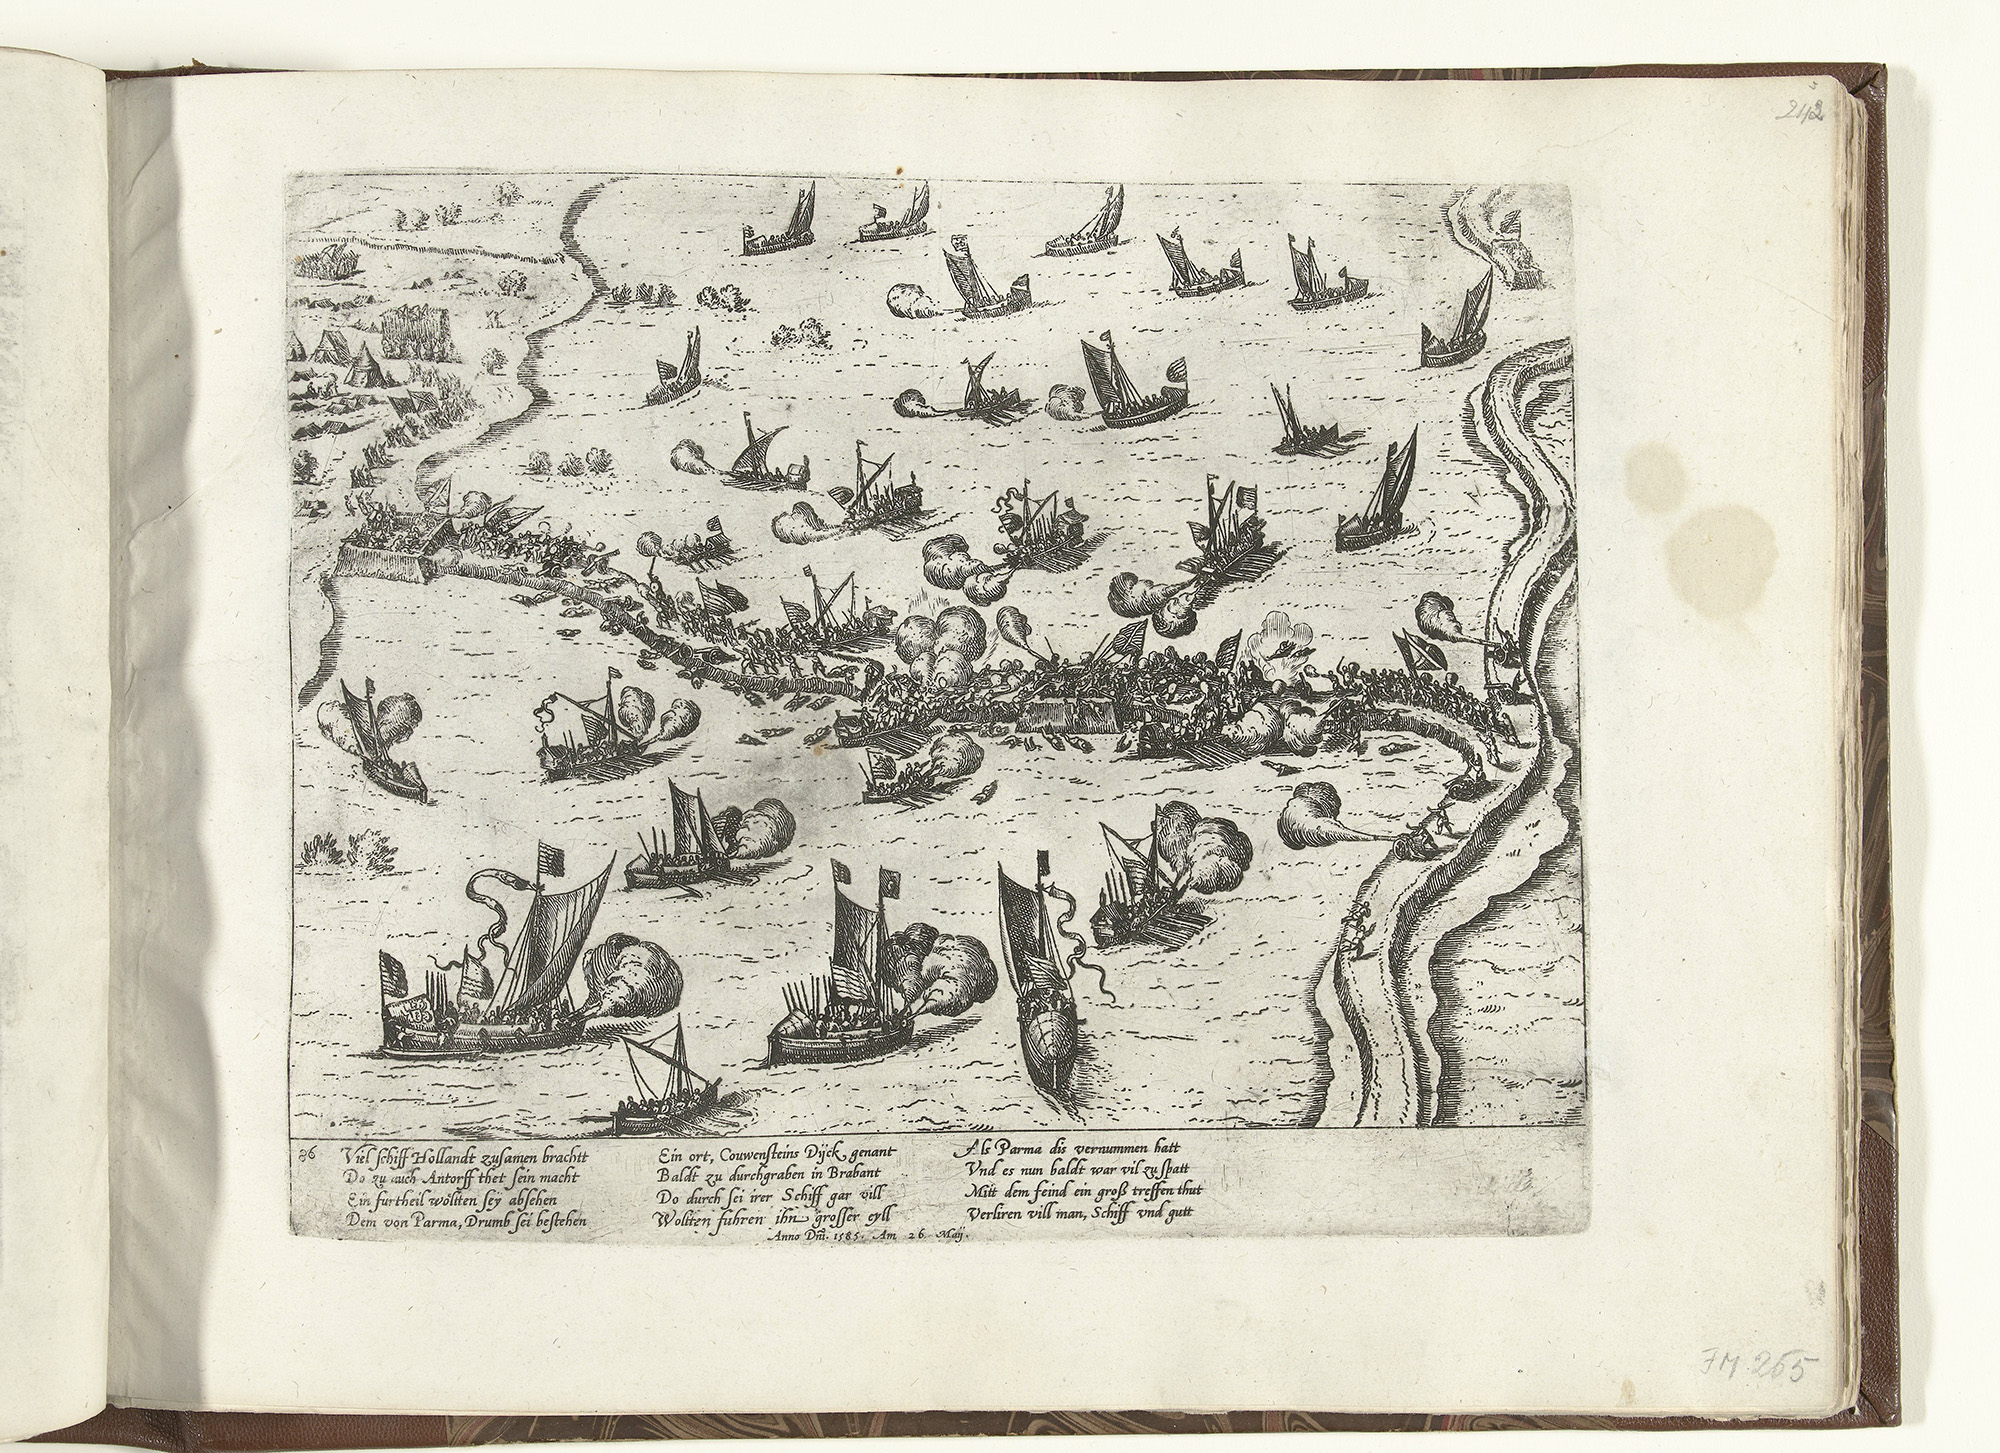 242
86
Viel schiff Hollandt zusamen brachtt
Do zu auch Antorff thet sein macht
Ein furtheil wollten seÿ absehen
Dem von Parma, Drumb sei bestehen
Ein ort, Couwensteins Dÿck genant
Baldt zu durchgraben in Brabant
Do durch sei irer Schiff gar vill
Wollten fuhren ihn grosser eyll
Als Parma dis vernummen hatt
Vnd es nun baldt war vil zu spatt
Mitt dem feind ein groß treffen thut
Verliren vill man, Schiff vnd gutt
Anno Dm̃. 1585. Am 26 Maij.
FM 265